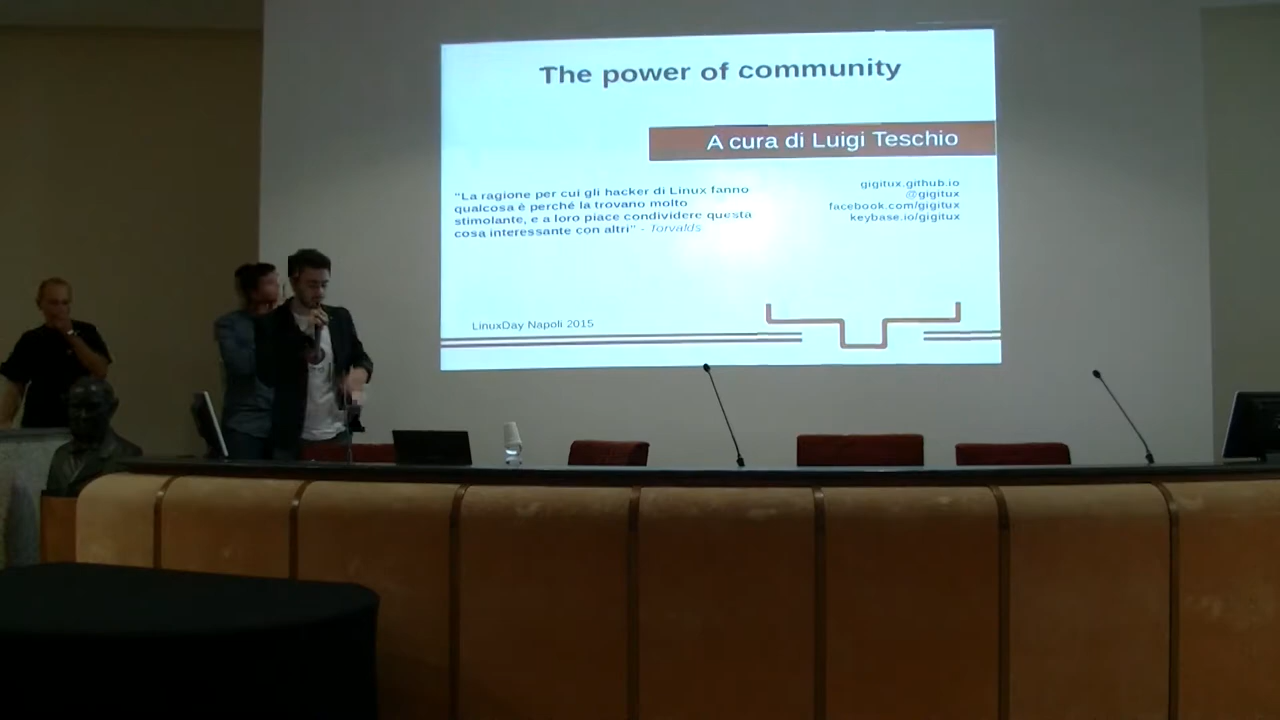 The power of community
A cura di Luigi Teschio
"La ragione per cui gli hacker di Linux fanno
qualcosa è perché la trovano molto
stimolante, e a loro piace condividere questa
cosa interessante con altri" - Torvalds
gigitux.github.io
@gigitux
facebook.com/gigitux
keybase.io/gigitux
LinuxDay Napoli 2015